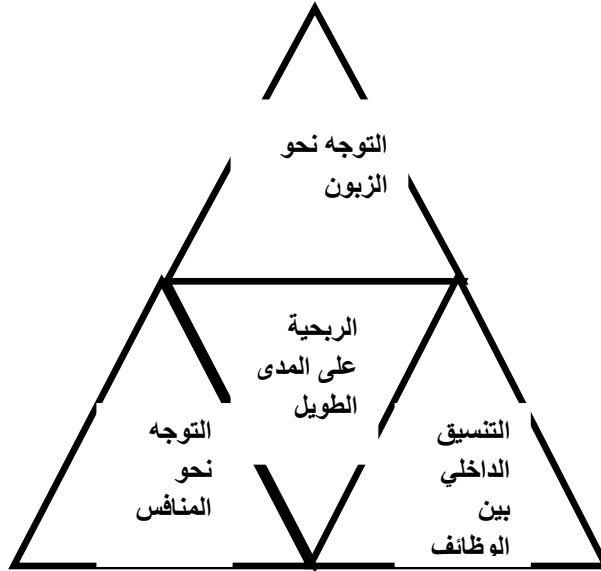 التوجه نحو
الزبون
الربحية
على المدى
الطويل
التنسيق
الداخلي
بين
الوظائف
التوجه
نحو
المنافس